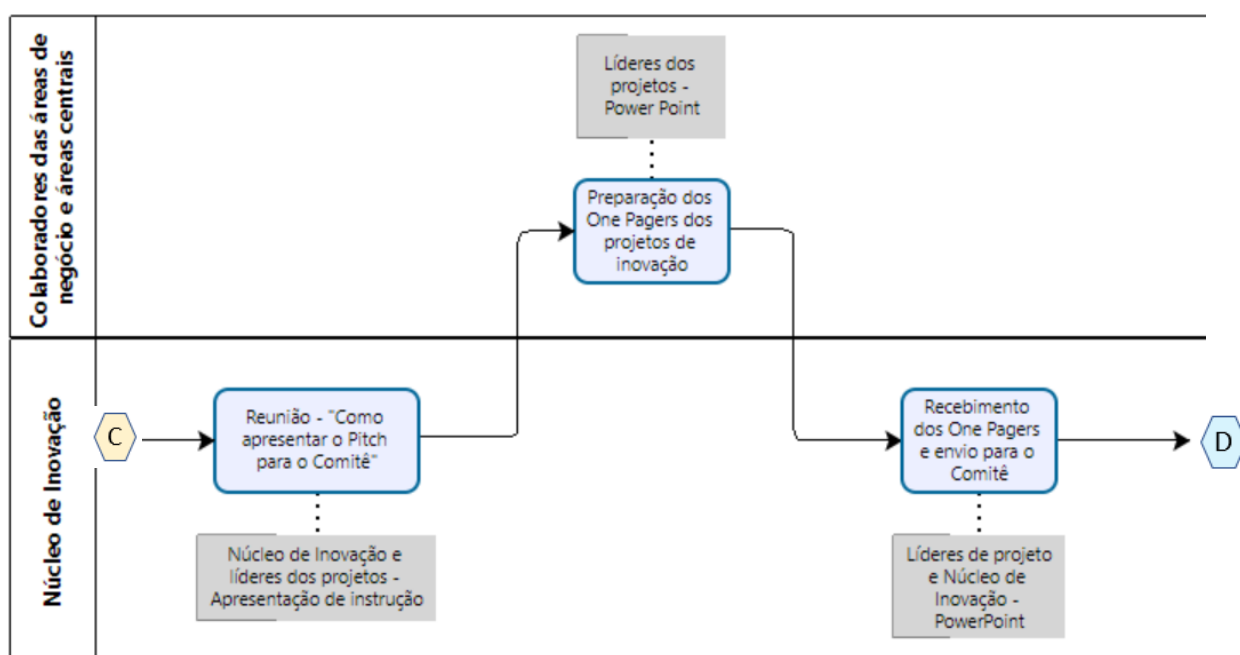 Colaboradores das áreas de
negócio e áreas centrais
Líderes dos
projetos -
Power Point
Preparação dos
One Pagers dos
projetos de
inovação
Núcleo de Inovação
C
Reunião - "Como
apresentar o Pitch
para o Comitê"
Núcleo de Inovação e
líderes dos projetos -
Apresentação de instrução
Recebimento
dos One Pagers
e envio para o
Comitê
Líderes de projeto
e Núcleo de
Inovação -
PowerPoint
D